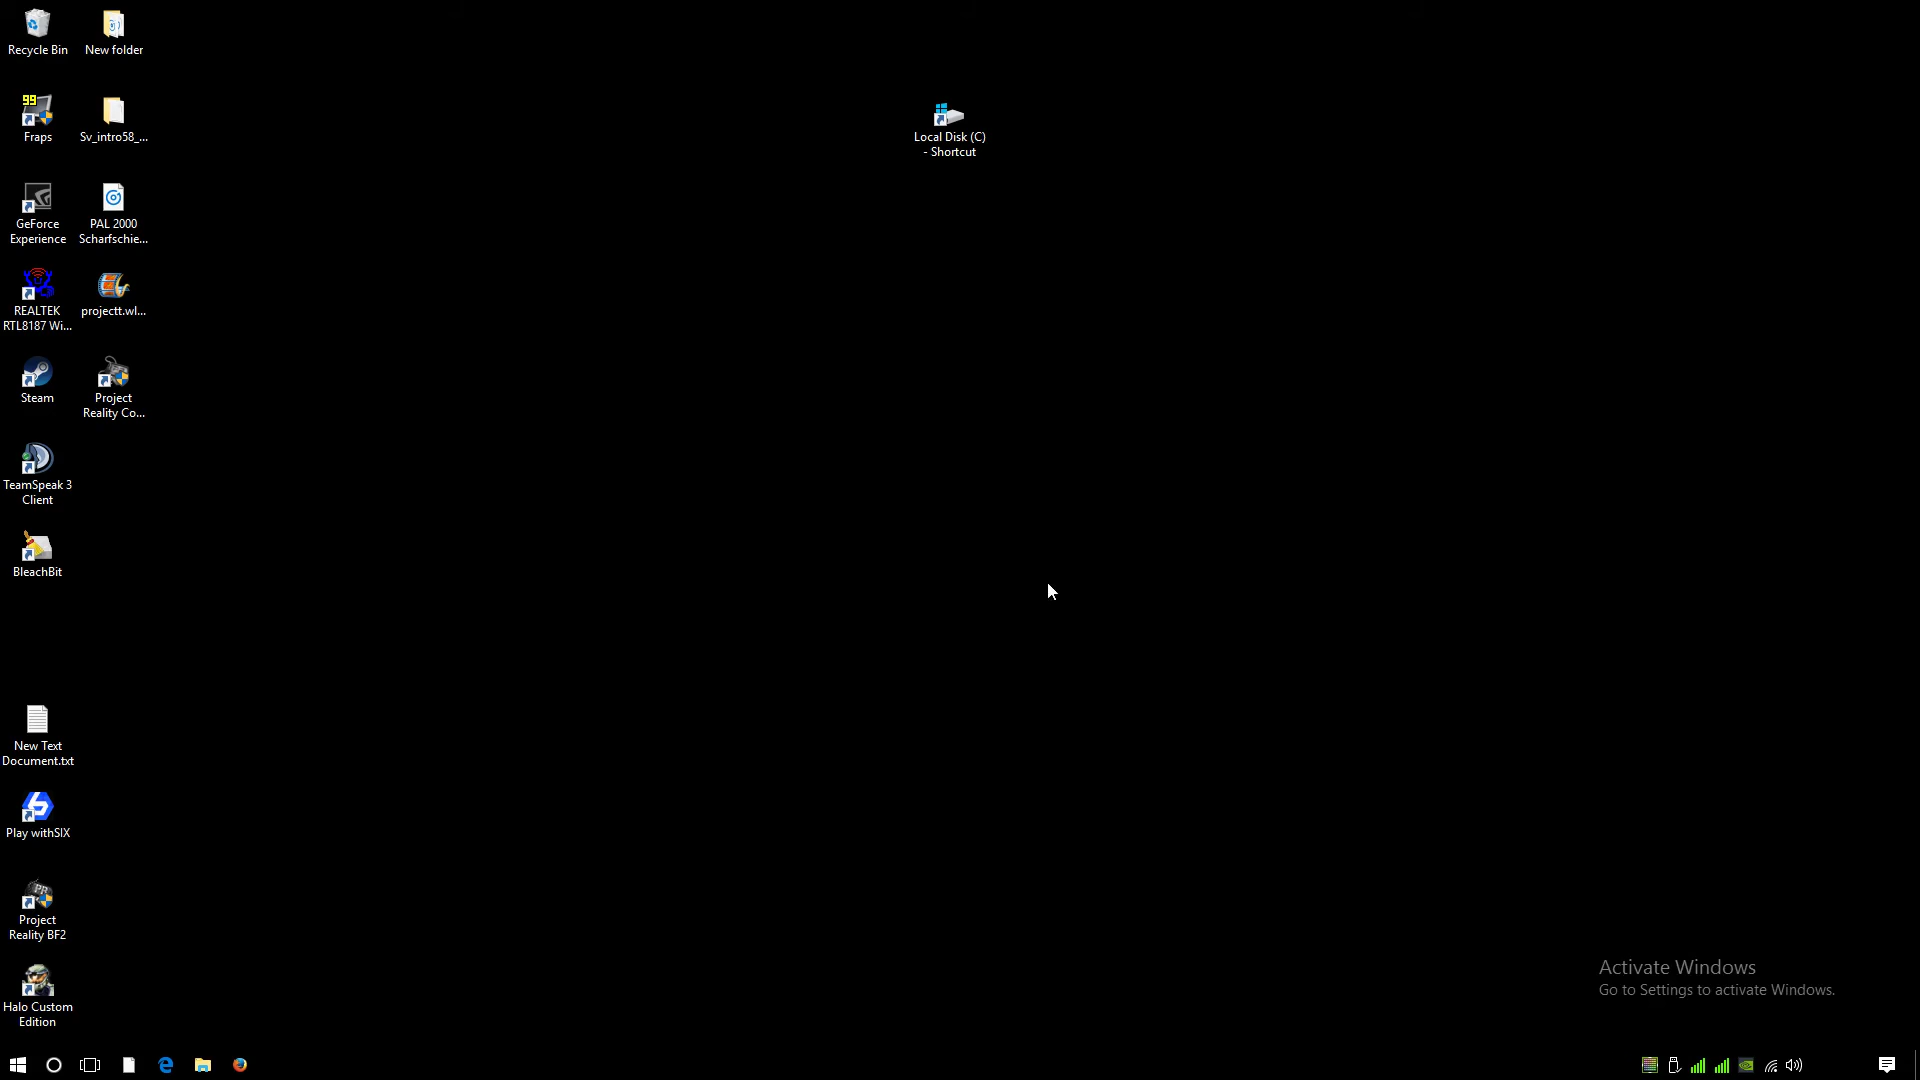 Recycle Bin
New folder
Fraps
Sv_intro58_...
Local Disk (C)
- Shortcut
GeForce
Experience
PAL 2000
Scharfschie...
REALTEK
RTL8187 Wi...
projectt.wl...
Steam
Project
Reality Co...
TeamSpeak 3
Client
BleachBit
New Text
Document.txt
Play withSIX
Project
Reality BF2
Halo Custom
Edition
Activate Windows
Go to Settings to activate Windows.
99
PR